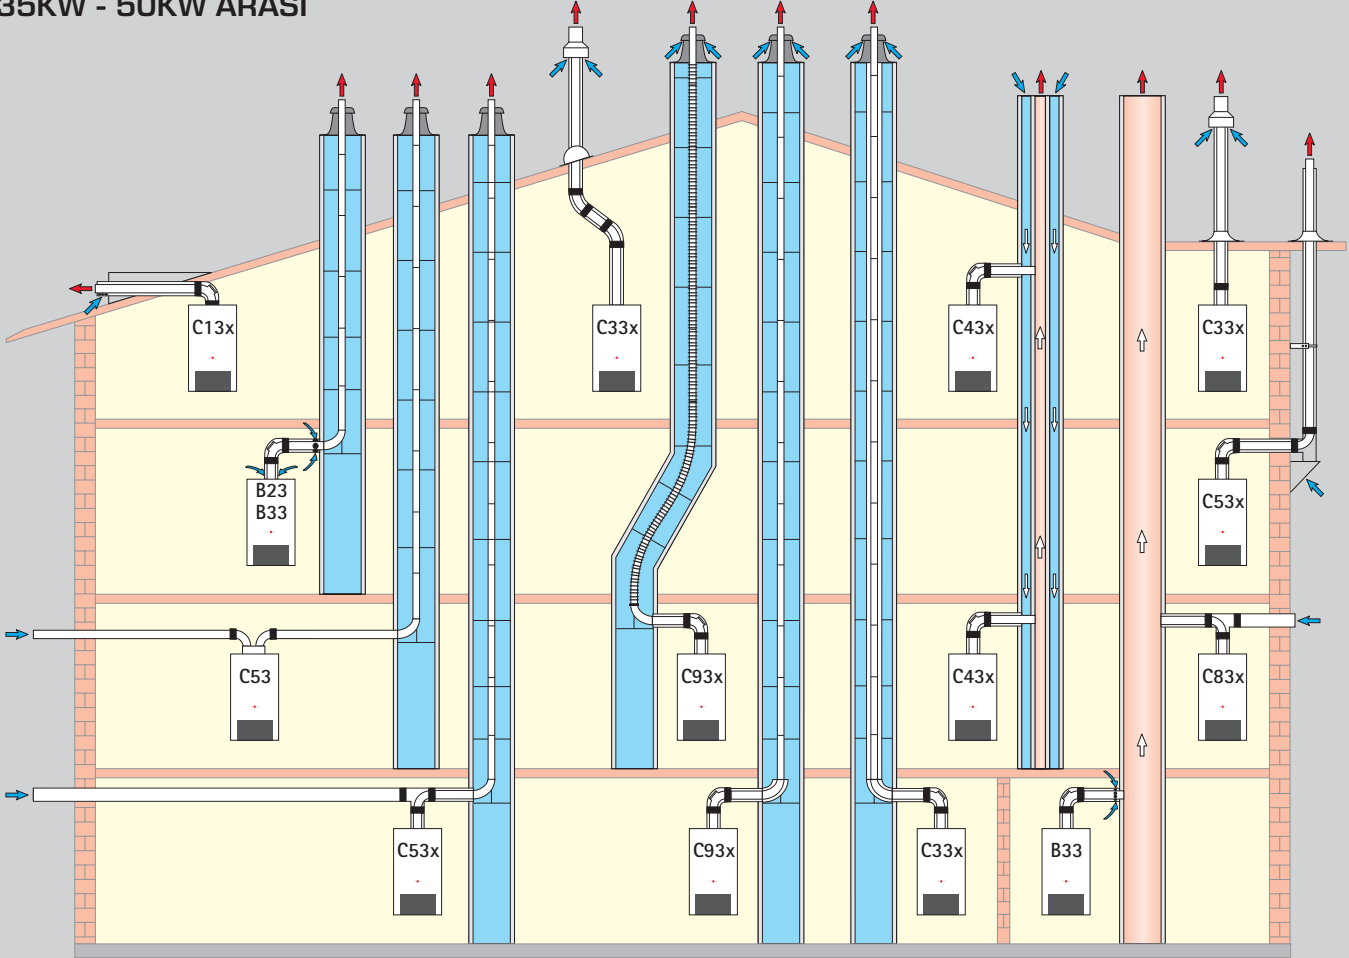 35KW - 50KW ARASI
C13x
C33x
C43x
C33x
B23
B33
C53x
C53
C93x
C43x
C83x
C53x
C93x
C33x
B33